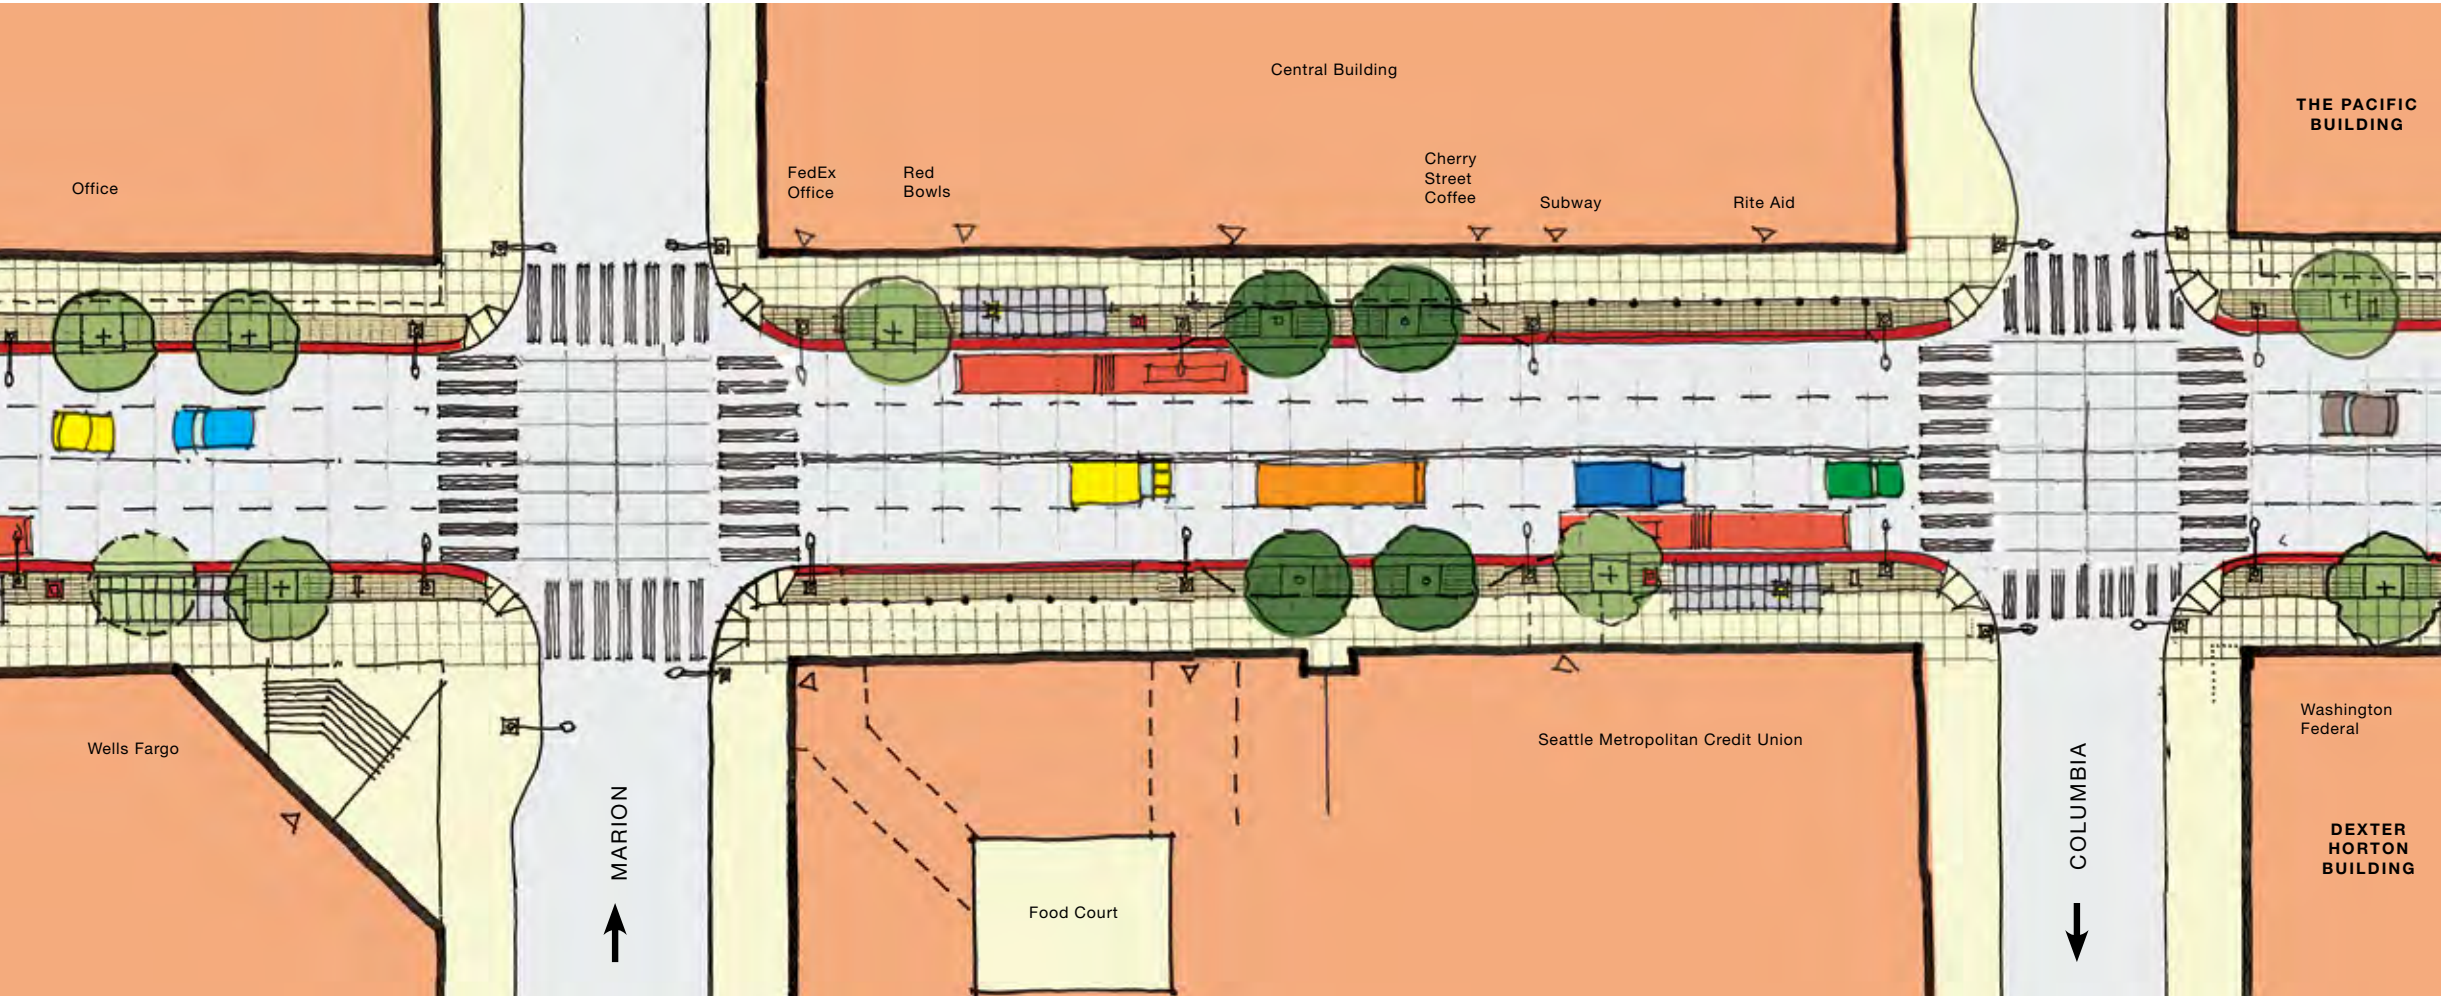 Central Building
THE PACIFIC
BUILDING
Office
FedEx
Office
Red
Bowls
Cherry
Street
Coffee
Subway
Rite Aid
Wells Fargo
MARION
Food Court
Seattle Metropolitan Credit Union
COLUMBIA
Washington
Federal
DEXTER
HORTON
BUILDING